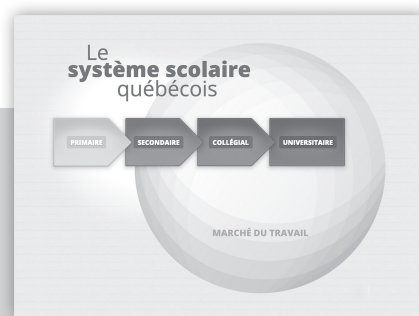 Le
système scolaire
québécois
PRIMAIRE SECONDAIRE COLLÉGIAL UNIVERSITAIRE
MARCHÉ DU TRAVAIL